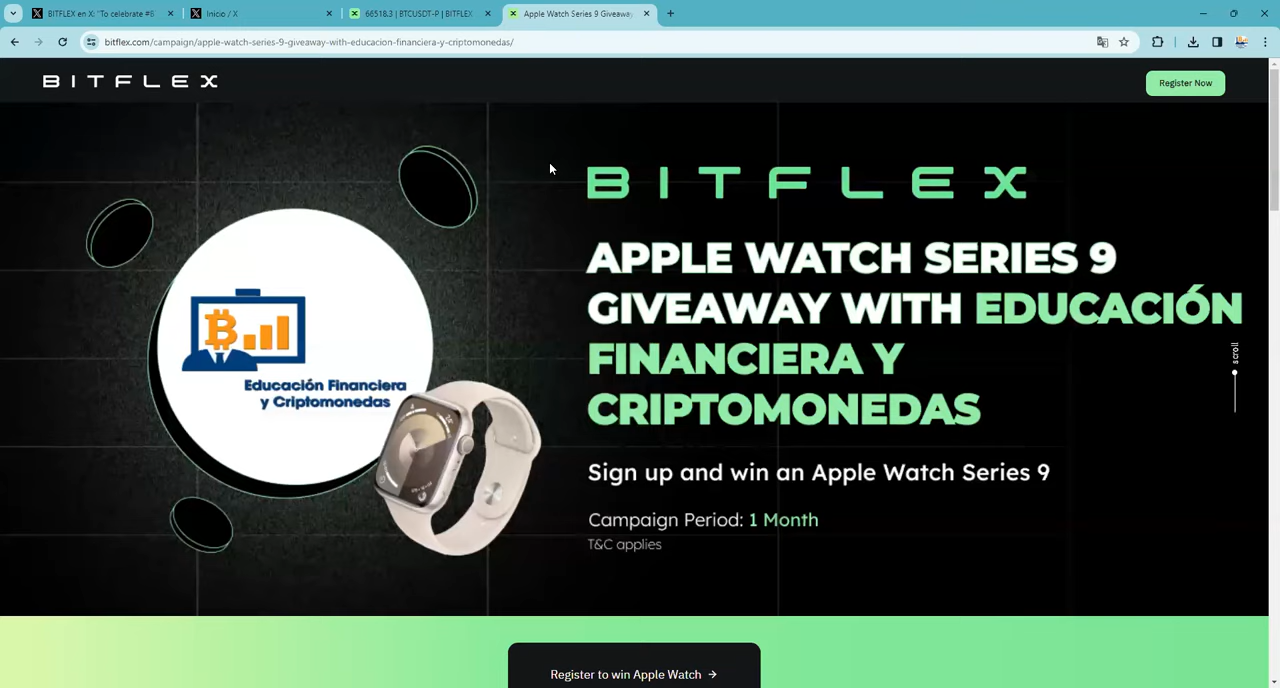 BITFLEX en X: "To celebrate #B
Inicio / X
66518.3 | BTCUSDT-P | BITFLEX
Apple Watch Series 9 Giveaway
bitflex.com/campaign/apple-watch-series-9-giveaway-with-educacion-financiera-y-criptomonedas/
BITFLEX
Register Now
BITFLEX
APPLE WATCH SERIES 9
GIVEAWAY WITH EDUCACIÓN
FINANCIERA Y
CRIPTOMONEDAS
Educación Financiera
y Criptomonedas
scroll
Sign up and win an Apple Watch Series 9
Campaign Period: 1 Month
T&C applies
Register to win Apple Watch →